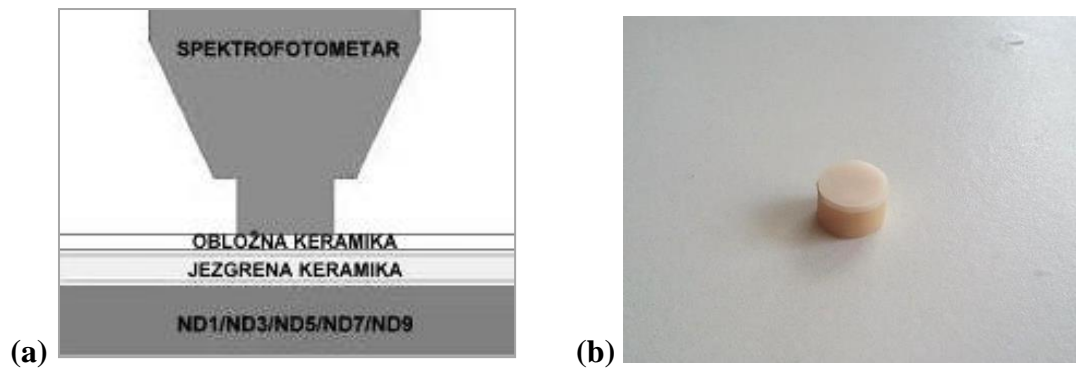 SPEKTROFOTOMETAR
OBLOŽNA KERAMIKA
JEZGRENA KERAMIKA
ND1/ND3/ND5/ND7/ND9
(a)
(b)